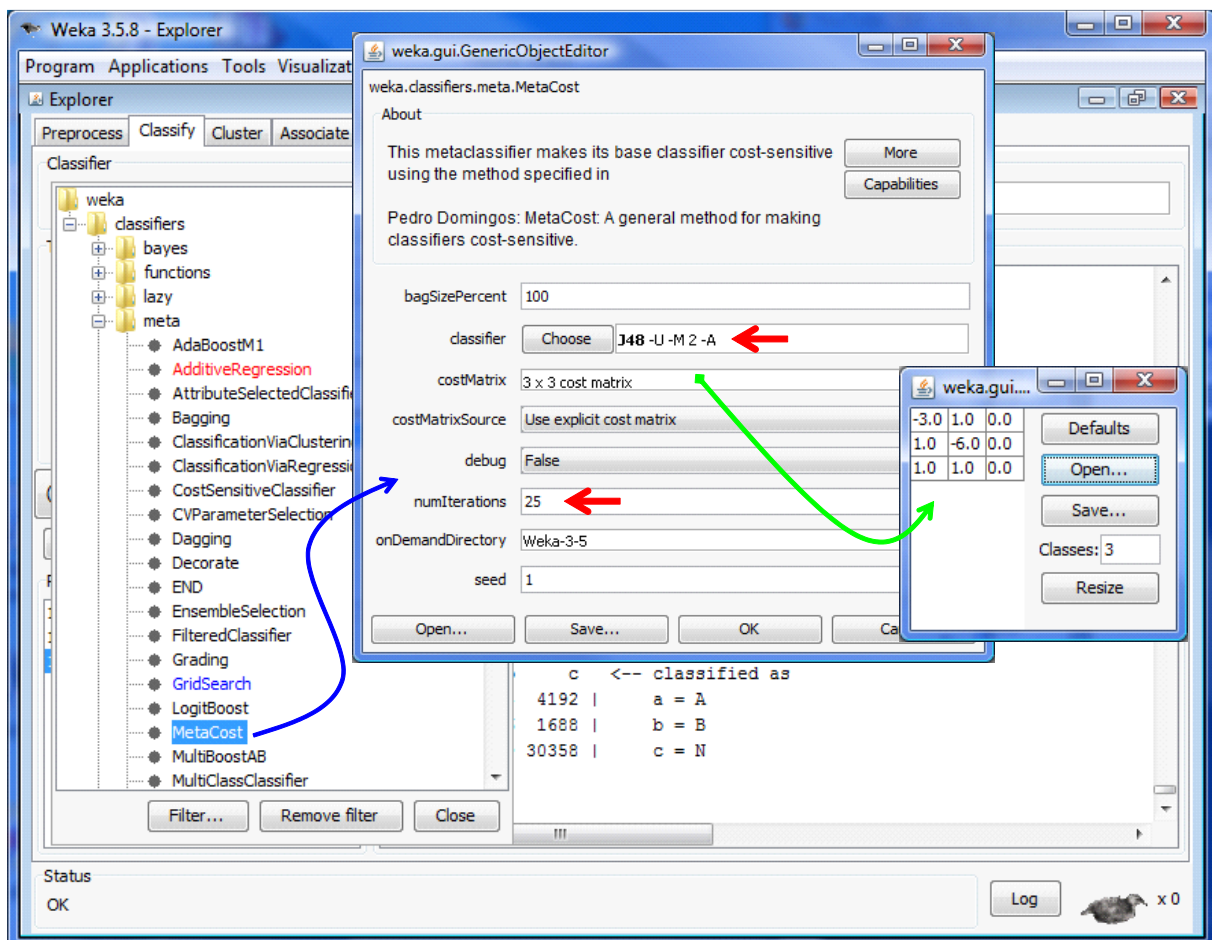 Weka 3.5.8 - Explorer
Program Applications Tools Visualizat
Explorer
Preprocess Classify Cluster Associate
Classifier
weka
classifiers
bayes
functions
lazy
meta
AdaBoostM1
AdditiveRegression
AttributeSelectedClassifi
Bagging
ClassificationViaClusterin
ClassificationViaRegressi
CostSensitiveClassifier
CVParameterSelection
Dagging
Decorate
END
EnsembleSelection
FilteredClassifier
Grading
GridSearch
LogitBoost
MetaCost
MultiBoostAB
MultiClassClassifier
Filter... Remove filter Close
weka.gui.GenericObjectEditor
weka.classifiers.meta.MetaCost
About
This metaclassifier makes its base classifier cost-sensitive
using the method specified in
Pedro Domingos: MetaCost: A general method for making
classifiers cost-sensitive.
More
Capabilities
bagSizePercent 100
classifier Choose J48 -U -M 2 -A
costMatrix 3 x 3 cost matrix
costMatrixSource Use explicit cost matrix
debug False
numIterations 25
onDemandDirectory Weka-3-5
seed 1
Open... Save... OK Ca
weka.gui....
-3.0 1.0 0.0
1.0 -6.0 0.0
1.0 1.0 0.0
Defaults
Open...
Save...
Classes: 3
Resize
c <-- classified as
4192 | a = A
1688 | b = B
30358 | c = N
Status
OK
Log x 0